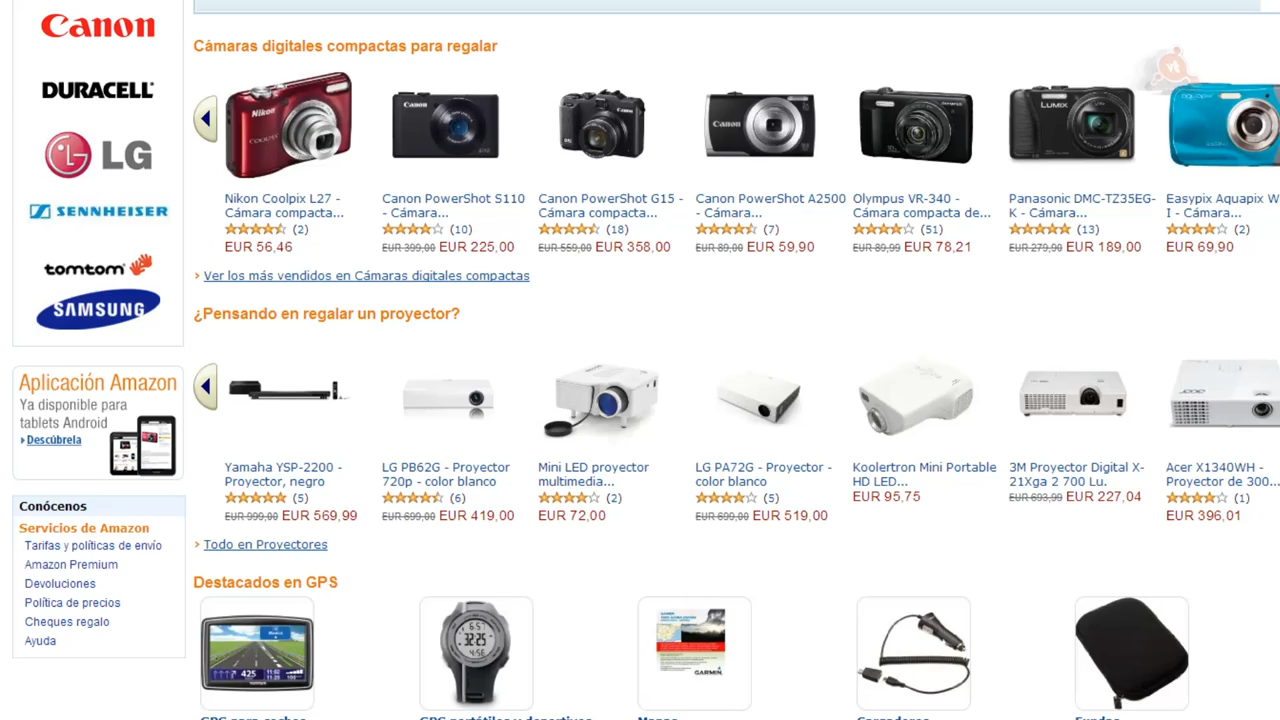 Canon
DURACELL
LG
SENNHEISER
tomtom
SAMSUNG
Aplicación Amazon
Ya disponible para
tablets Android
Descúbrela
Conócenos
Servicios de Amazon
Tarifas y políticas de envío
Amazon Premium
Devoluciones
Política de precios
Cheques regalo
Ayuda
Cámaras digitales compactas para regalar
Nikon Coolpix L27 -
Cámara compacta...
(2)
EUR 56,46
Canon PowerShot S110
- Cámara...
(10)
EUR 399,00 EUR 225,00
Canon PowerShot G15 -
Cámara compacta...
(18)
EUR 559,00 EUR 358,00
Canon PowerShot A2500
- Cámara...
(7)
EUR 89,00 EUR 59,90
Olympus VR-340 -
Cámara compacta de...
(51)
EUR 89,99 EUR 78,21
Panasonic DMC-TZ35EG-
K - Cámara...
(13)
EUR 279,90 EUR 189,00
Easypix Aquapix W
I - Cámara...
(2)
EUR 69,90
› Ver los más vendidos en Cámaras digitales compactas
¿Pensando en regalar un proyector?
Yamaha YSP-2200 -
Proyector, negro
(5)
EUR 999,00 EUR 569,99
LG PB62G - Proyector
720p - color blanco
(6)
EUR 699,00 EUR 419,00
Mini LED proyector
multimedia...
(2)
EUR 72,00
LG PA72G - Proyector -
color blanco
(5)
EUR 699,00 EUR 519,00
Koolertron Mini Portable
HD LED...
EUR 95,75
3M Proyector Digital X-
21Xga 2 700 Lu.
EUR 693,99 EUR 227,04
Acer X1340WH -
Proyector de 300...
(1)
EUR 396,01
› Todo en Proyectores
Destacados en GPS
GPS para coches
GPS portátiles y deportivos
Mapas
Cargadores
Fundas